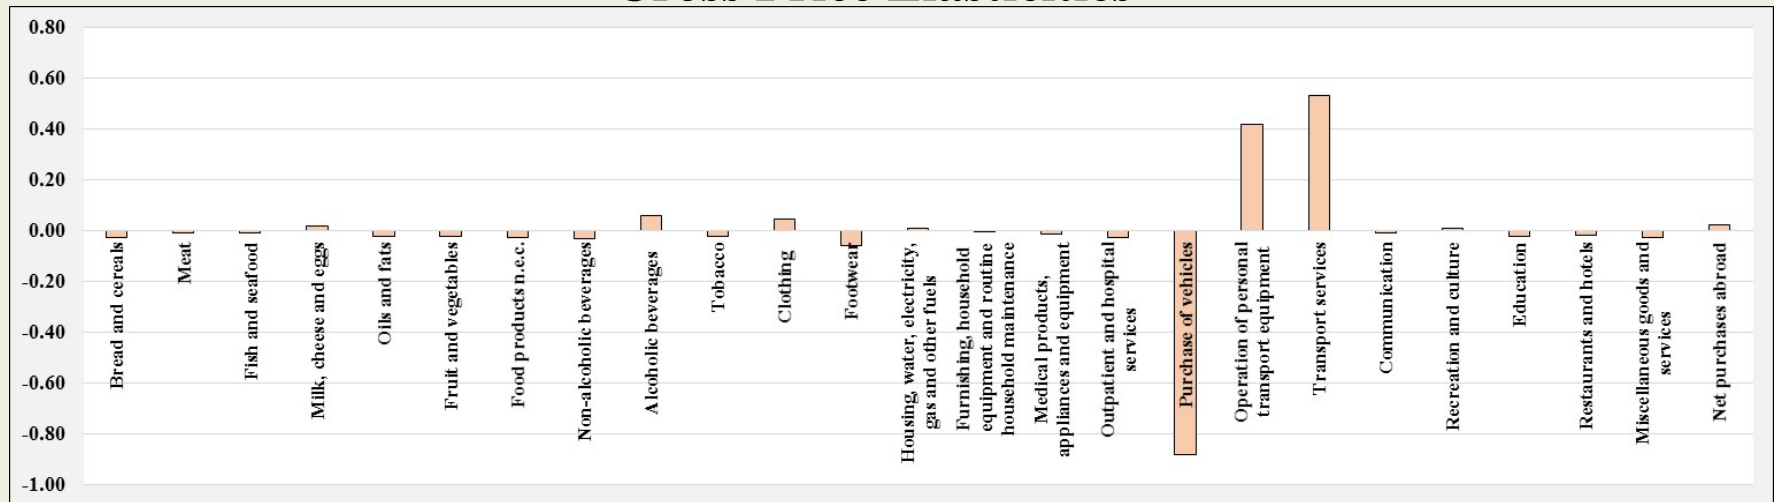 0.80
0.60
0.40
0.20
0.00
-0.20
-0.40
-0.60
-0.80
-1.00
Bread and cereals
Meat
Fish and seafood
Milk, cheese and eggs
Oils and fats
Fruit and vegetables
Food products n.e.c.
Non-alcoholic beverages
Alcoholic beverages
Tobacco
Clothing
Footwear
Housing, water, electricity,
gas and other fuels
Furnishing, household
equipment and routine
household maintenance
Medical products,
appliances and equipment
Outpatient and hospital
services
Purchase of vehicles
Operation of personal
transport equipment
Transport services
Communication
Recreation and culture
Education
Restaurants and hotels
Miscellaneous goods and
services
Net purchases abroad